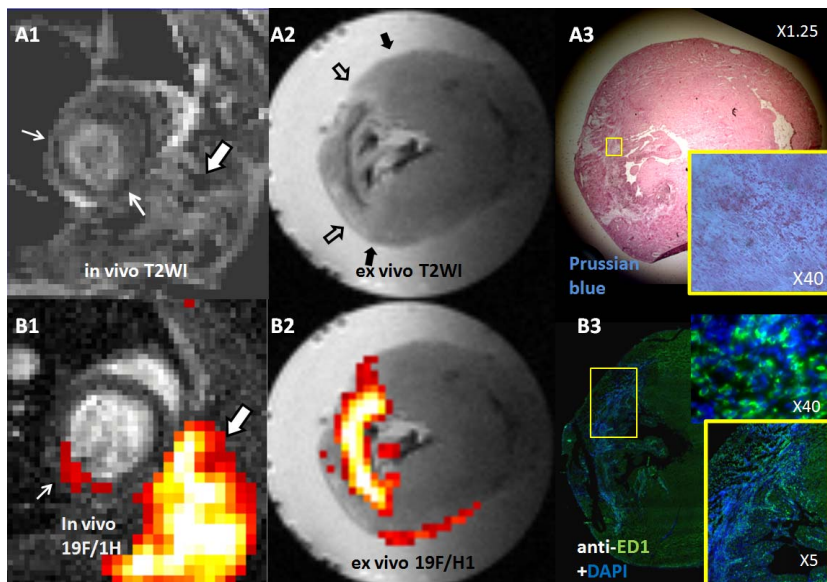 A1
in vivo T2WI
A2
ex vivo T2WI
A3
X1.25
Prussian
blue
X40
B1
In vivo
19F/1H
B2
ex vivo 19F/H1
B3
X40
anti-ED1
+DAPI
X5